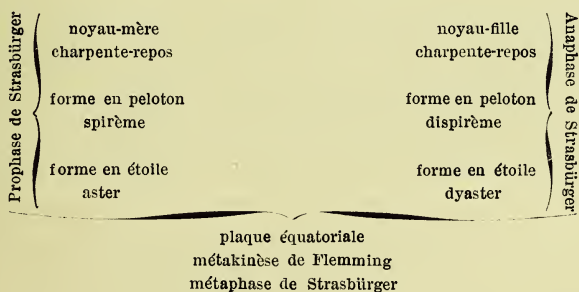 Prophase de Strasbürger
noyau-mère
charpente-repos
forme en peloton
spirème
forme en étoile
aster
noyau-fille
charpente-repos
forme en peloton
dispirème
forme en étoile
dyaster
Anaphase de Strasbürger
plaque équatoriale
métakinèse de Flemming
métaphase de Strasbürger